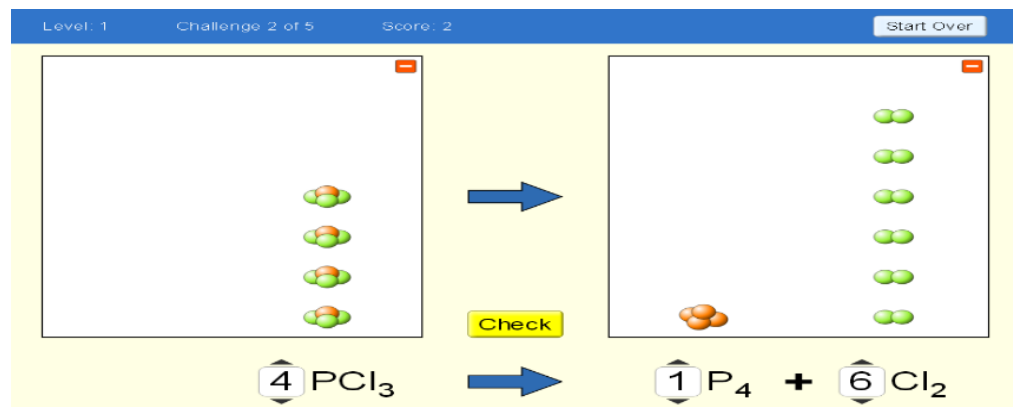 Level: 1 Challenge 2 of 5 Score: 2 Start Over
Check
4 PCl₃ 1 P₄ + 6 Cl₂